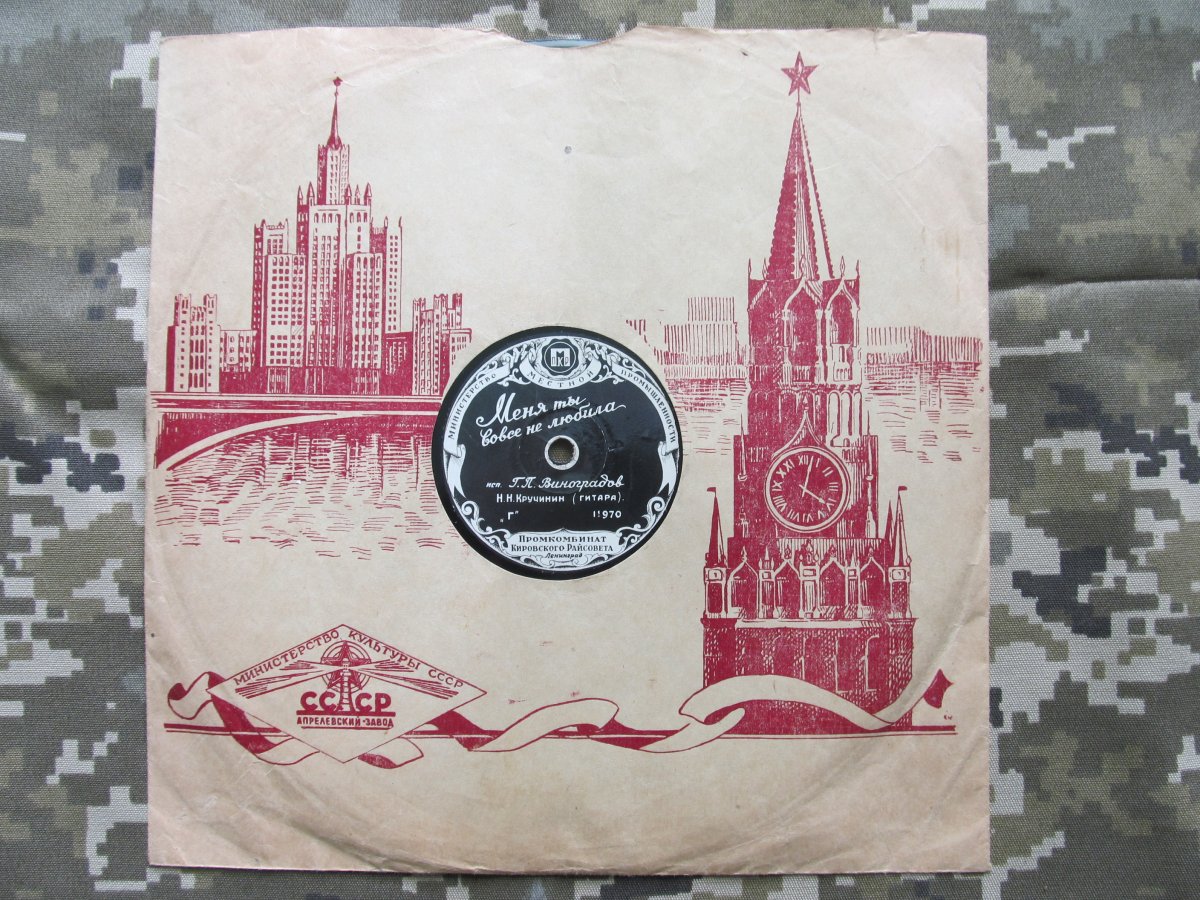 МИНИСТЕРСТВО МЕСТНОЙ ПРОМЫШЛЕННОСТИ
Меня ты
вовсе не любила
исп. Г.П. Виноградов
Н.Н. Кручинин (ГИТАРА).
„Г"
ПРОМКОМБИНАТ
КИРОВСКОГО РАЙСОВЕТА
Ленинград
XII
МИНИСТЕРСТВО КУЛЬТУРЫ СССР
СССР
АПРЕЛЕВСКИЙ-ЗАВОД